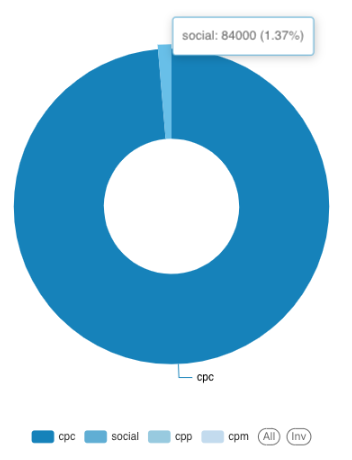 social: 84000 (1.37%)
cpc
cpc social cpp cpm All Inv